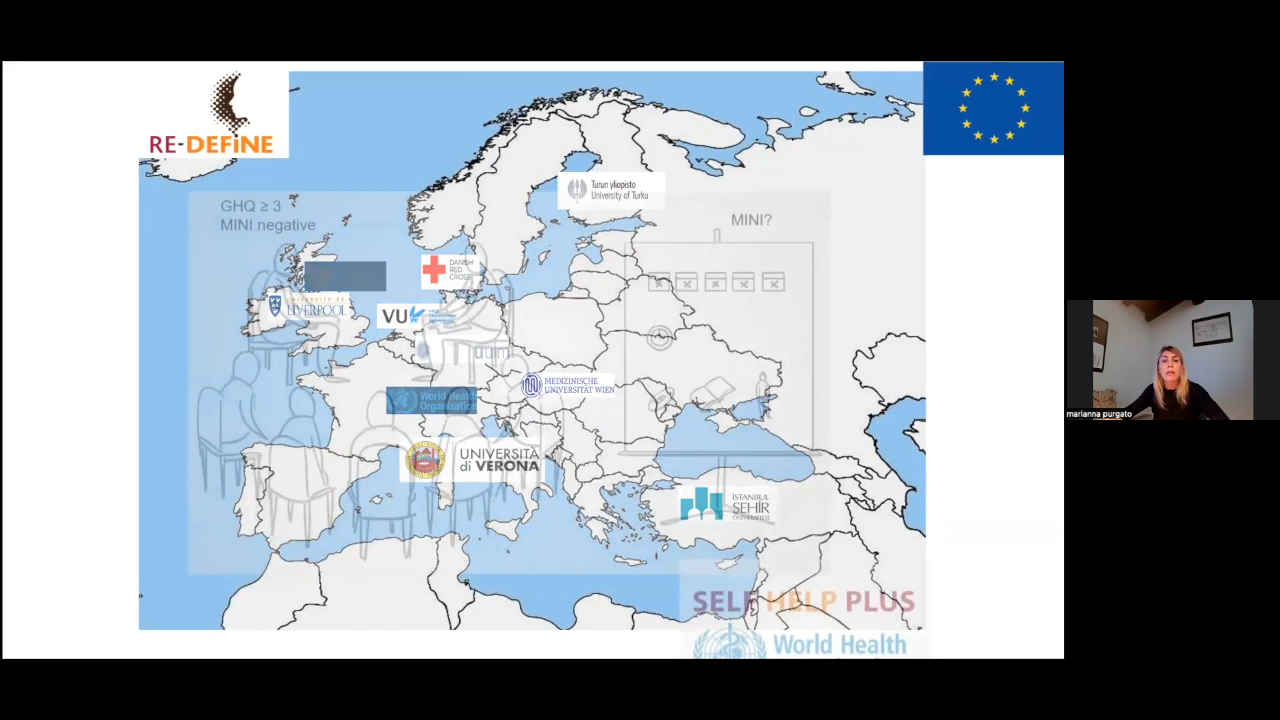 RE-DEFiNE
Turun yliopisto
University of Turku
GHQ ≥ 3
MINI negative
MINI?
DANISH
RED
CROSS
UNIVERSITY OF
LIVERPOOL
VU
MEDIZINISCHE
UNIVERSITÄT WIEN
World Health
Organization
UNIVERSITÀ
di VERONA
İSTANBUL
ŞEHİR
ÜNİVERSİTESİ
SELF HELP PLUS
World Health
marianna purgato